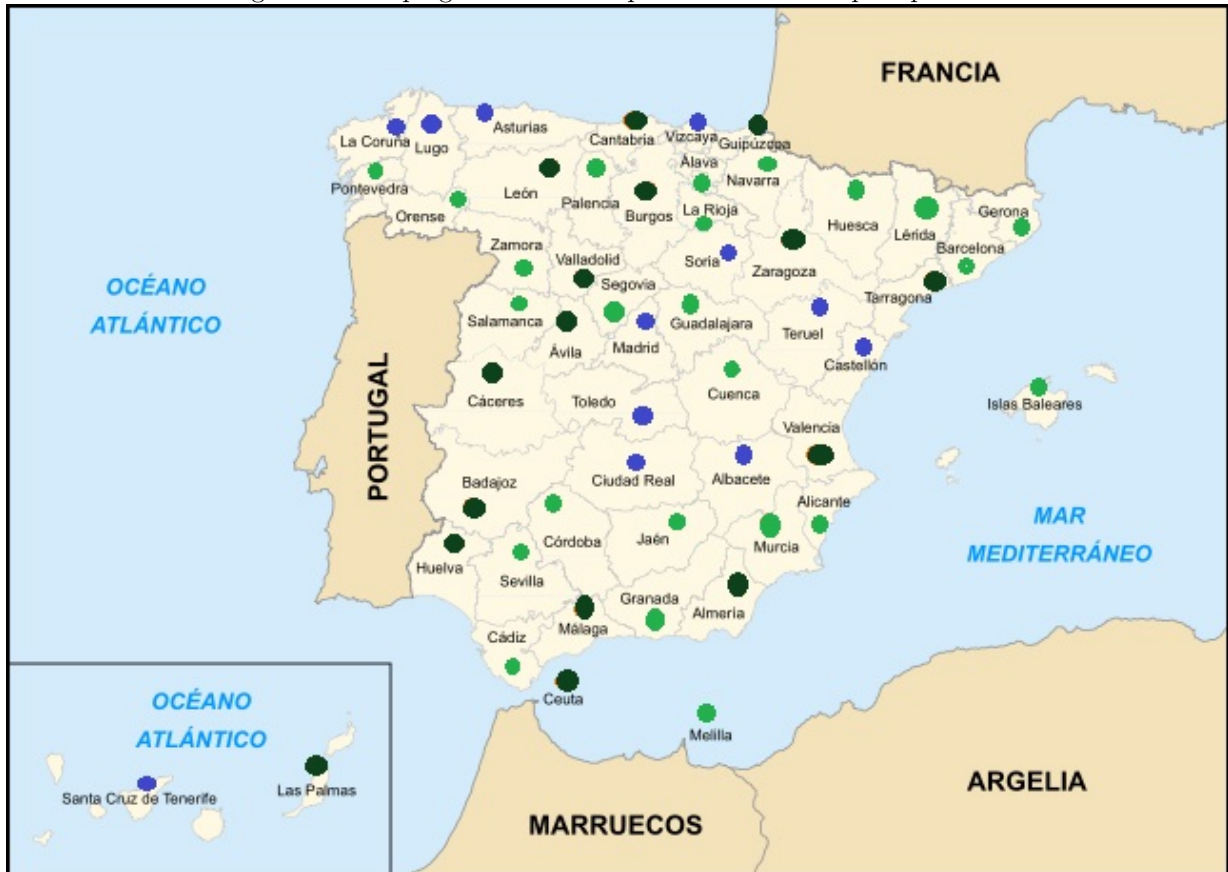 FRANCIA
La Coruña
Lugo
Asturias
Cantabria
Vizcaya
Guipúzcoa
Álava
Navarra
Pontevedra
Orense
León
Palencia
Burgos
La Rioja
Huesca
Lérida
Gerona
Barcelona
Zamora
Valladolid
Segovia
Soria
Zaragoza
Tarragona
OCÉANO
ATLÁNTICO
Salamanca
Ávila
Madrid
Guadalajara
Teruel
Castellón
PORTUGAL
Cáceres
Toledo
Cuenca
Valencia
Islas Baleares
Badajoz
Ciudad Real
Albacete
Alicante
MAR
MEDITERRÁNEO
Huelva
Sevilla
Córdoba
Jaén
Murcia
Cádiz
Málaga
Granada
Almería
Ceuta
Melilla
OCÉANO
ATLÁNTICO
Santa Cruz de Tenerife
Las Palmas
MARRUECOS
ARGELIA